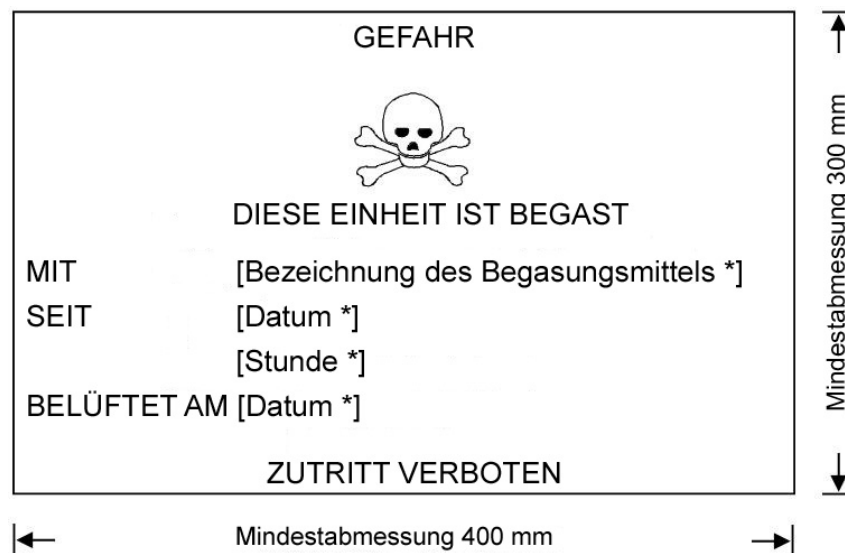 GEFAHR
DIESE EINHEIT IST BEGAST
MIT [Bezeichnung des Begasungsmittels *]
SEIT [Datum *]
[Stunde *]
BELÜFTET AM [Datum *]
ZUTRITT VERBOTEN
Mindestabmessung 400 mm
Mindestabmessung 300 mm